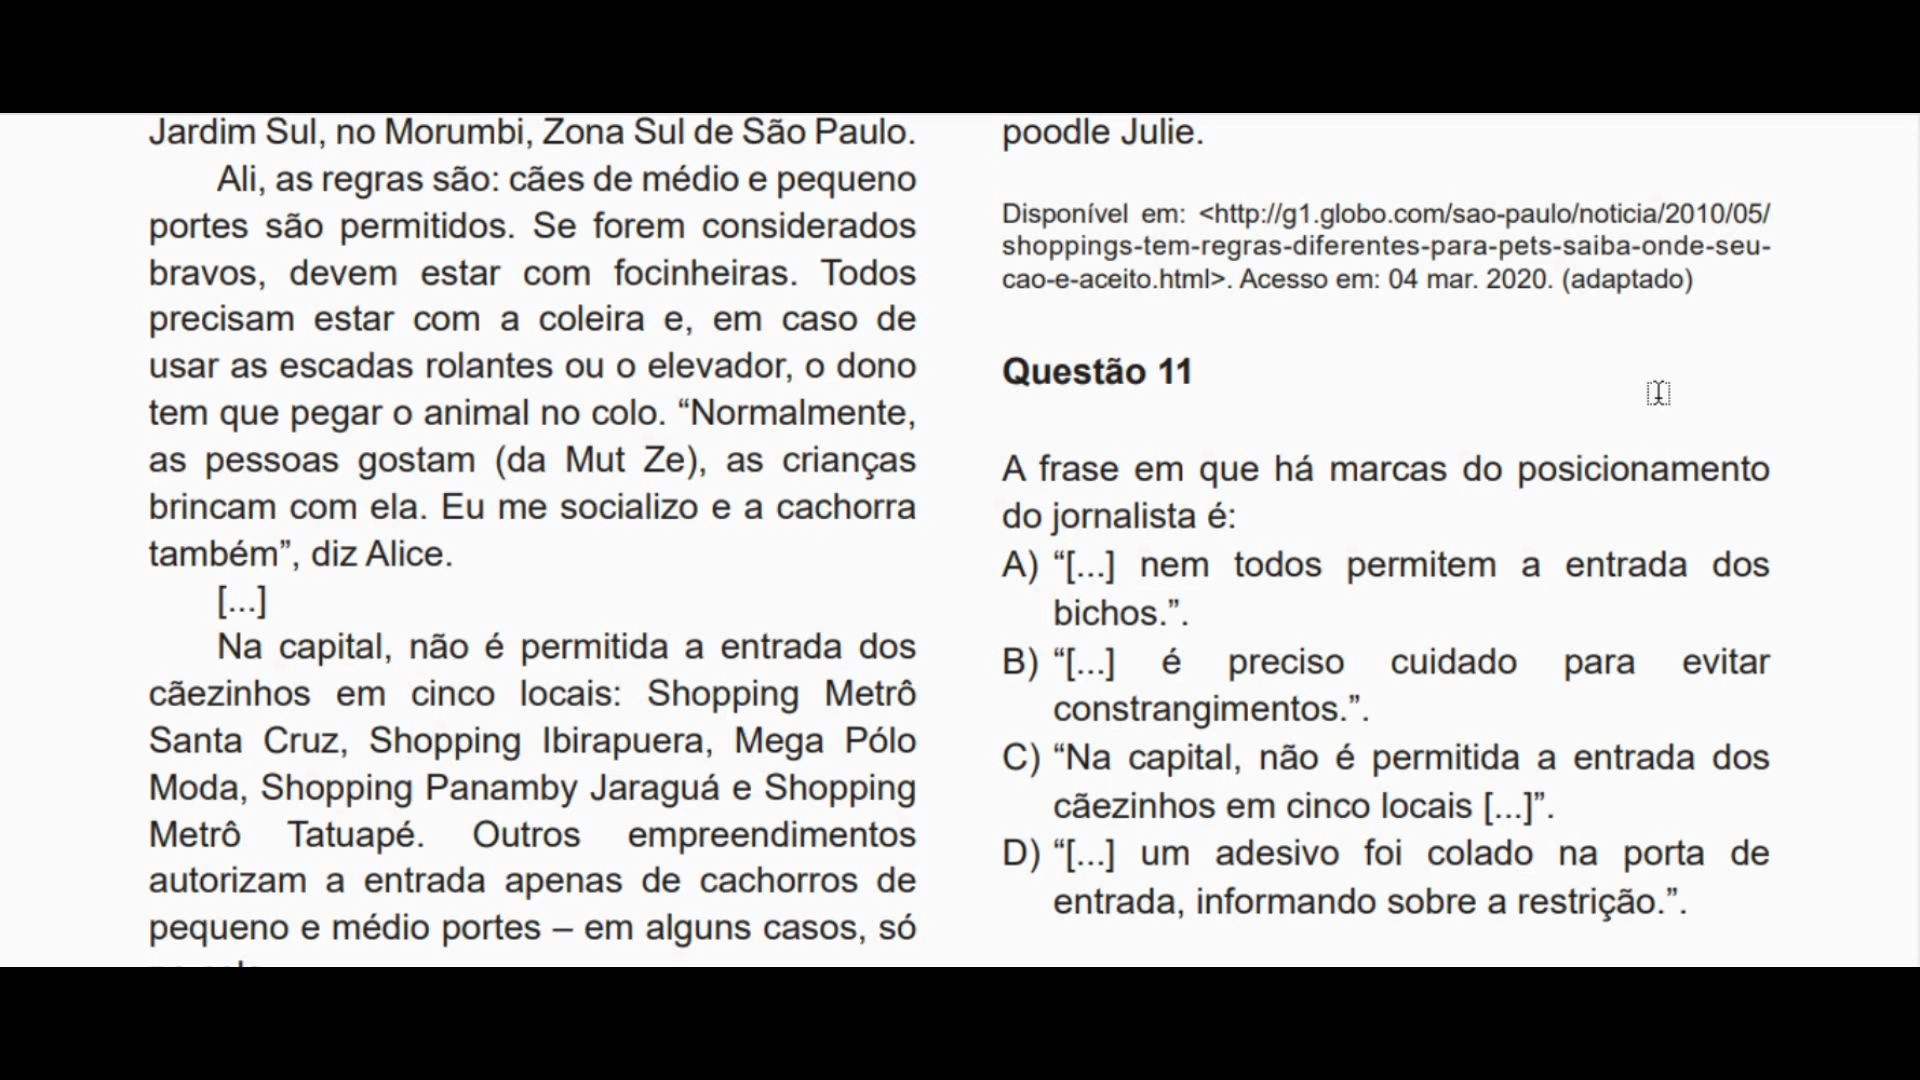 Jardim Sul, no Morumbi, Zona Sul de São Paulo.
Ali, as regras são: cães de médio e pequeno
portes são permitidos. Se forem considerados
bravos, devem estar com focinheiras. Todos
precisam estar com a coleira e, em caso de
usar as escadas rolantes ou o elevador, o dono
tem que pegar o animal no colo. “Normalmente,
as pessoas gostam (da Mut Ze), as crianças
brincam com ela. Eu me socializo e a cachorra
também”, diz Alice.
[...]
Na capital, não é permitida a entrada dos
cãezinhos em cinco locais: Shopping Metrô
Santa Cruz, Shopping Ibirapuera, Mega Pólo
Moda, Shopping Panamby Jaraguá e Shopping
Metrô Tatuapé. Outros empreendimentos
autorizam a entrada apenas de cachorros de
pequeno e médio portes – em alguns casos, só
poodle Julie.
Disponível em: <http://g1.globo.com/sao-paulo/noticia/2010/05/
shoppings-tem-regras-diferentes-para-pets-saiba-onde-seu-
cao-e-aceito.html>. Acesso em: 04 mar. 2020. (adaptado)
Questão 11
A frase em que há marcas do posicionamento
do jornalista é:
A) “[...] nem todos permitem a entrada dos
bichos.”.
B) “[...] é preciso cuidado para evitar
constrangimentos.”.
C) “Na capital, não é permitida a entrada dos
cãezinhos em cinco locais [...]”.
D) “[...] um adesivo foi colado na porta de
entrada, informando sobre a restrição.”.